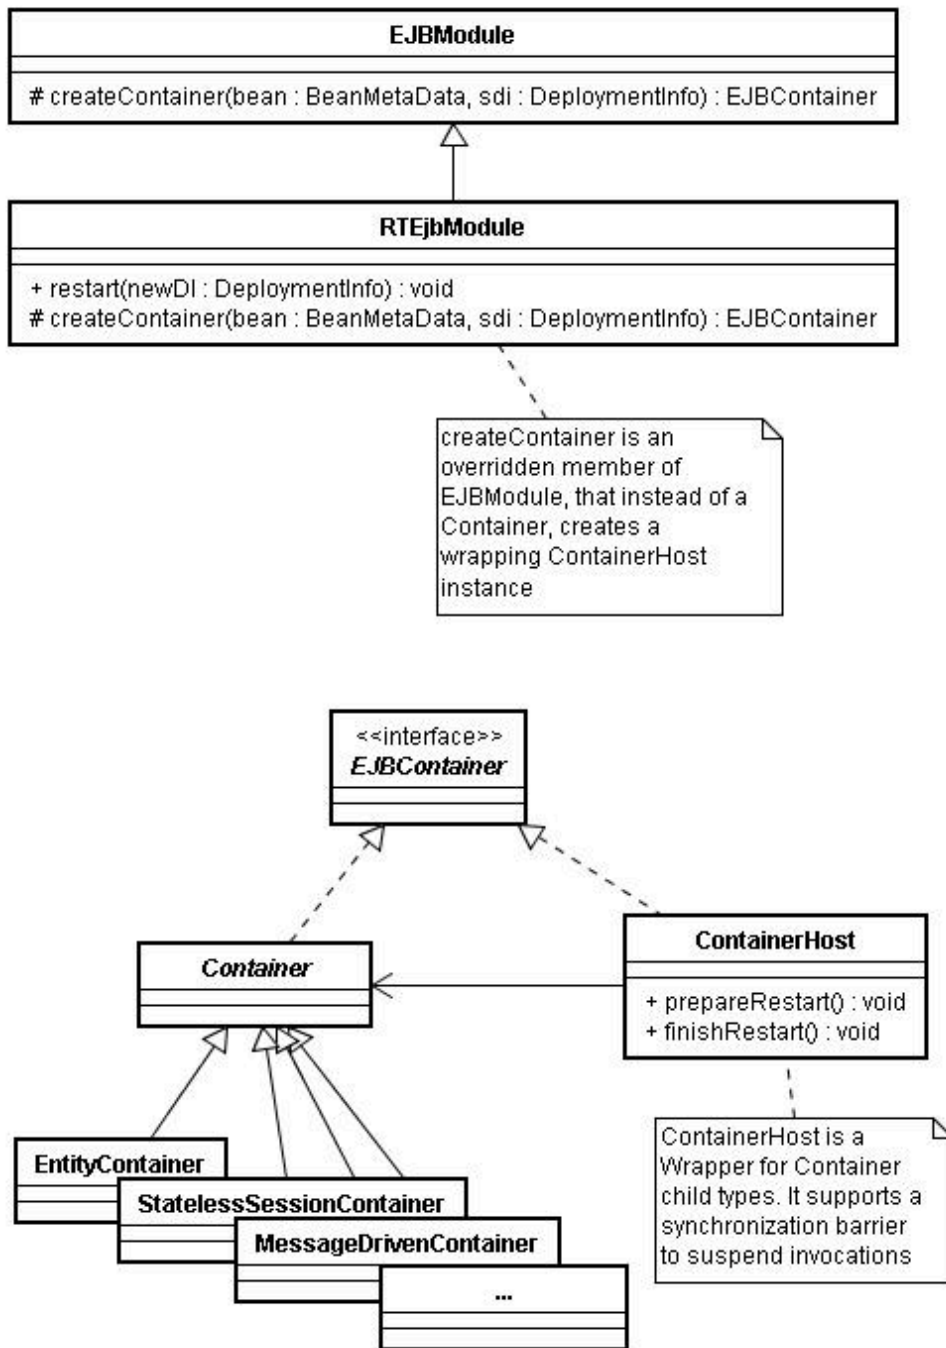 EJBModule
# createContainer(bean : BeanMetaData, sdi : DeploymentInfo) : EJBContainer
RTEjbModule
+ restart(newDI : DeploymentInfo) : void
# createContainer(bean : BeanMetaData, sdi : DeploymentInfo) : EJBContainer
createContainer is an
overridden member of
EJBModule, that instead of a
Container, creates a
wrapping ContainerHost
instance
<<interface>>
EJBContainer
Container
ContainerHost
+ prepareRestart() : void
+ finishRestart() : void
ContainerHost is a
Wrapper for Container
child types. It supports a
synchronization barrier
to suspend invocations
EntityContainer
StatelessSessionContainer
MessageDrivenContainer
...